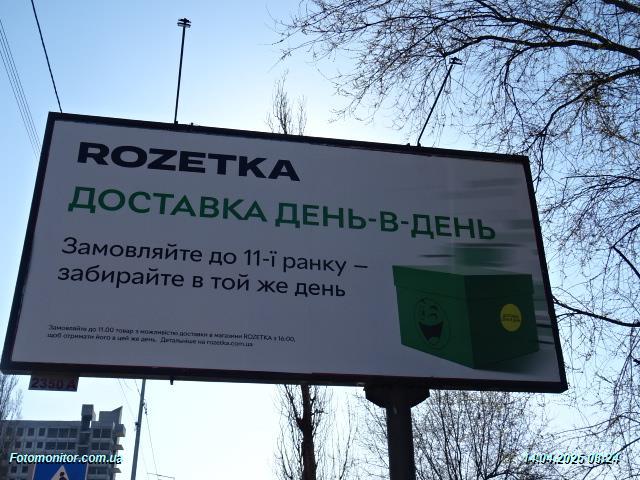 ROZETKA
ДОСТАВКА ДЕНЬ-В-ДЕНЬ
Замовляйте до 11-ї ранку –
забирайте в той же день
Замовляйте до 11.00 товар з можливістю доставки в магазини ROZETKA з 16.00,
щоб отримати його в цей же день. Детальніше на rozetka.com.ua
2350 A
Fotomonitor.com.ua
14.04.2025 08:24